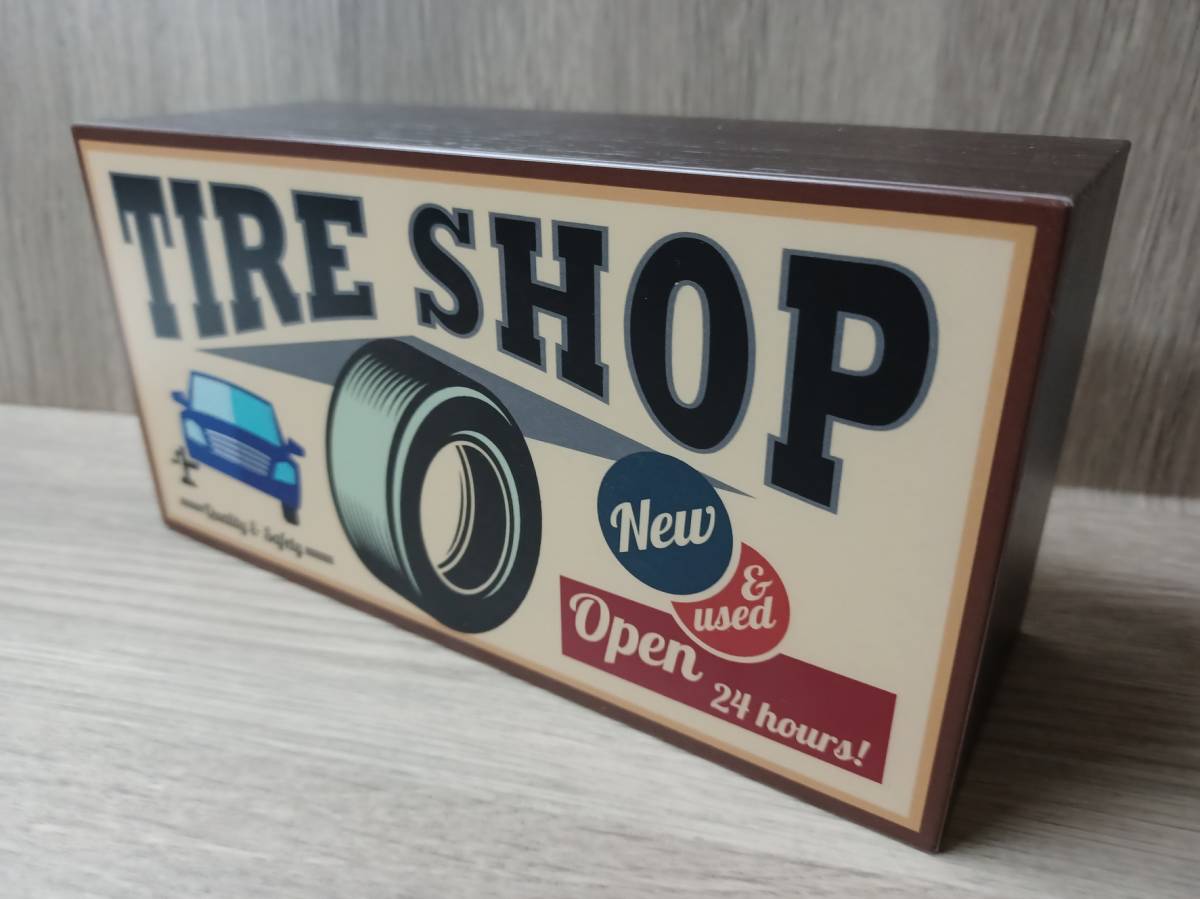 TIRE SHOP
Quality & Safety
New
&
used
Open
24 hours!